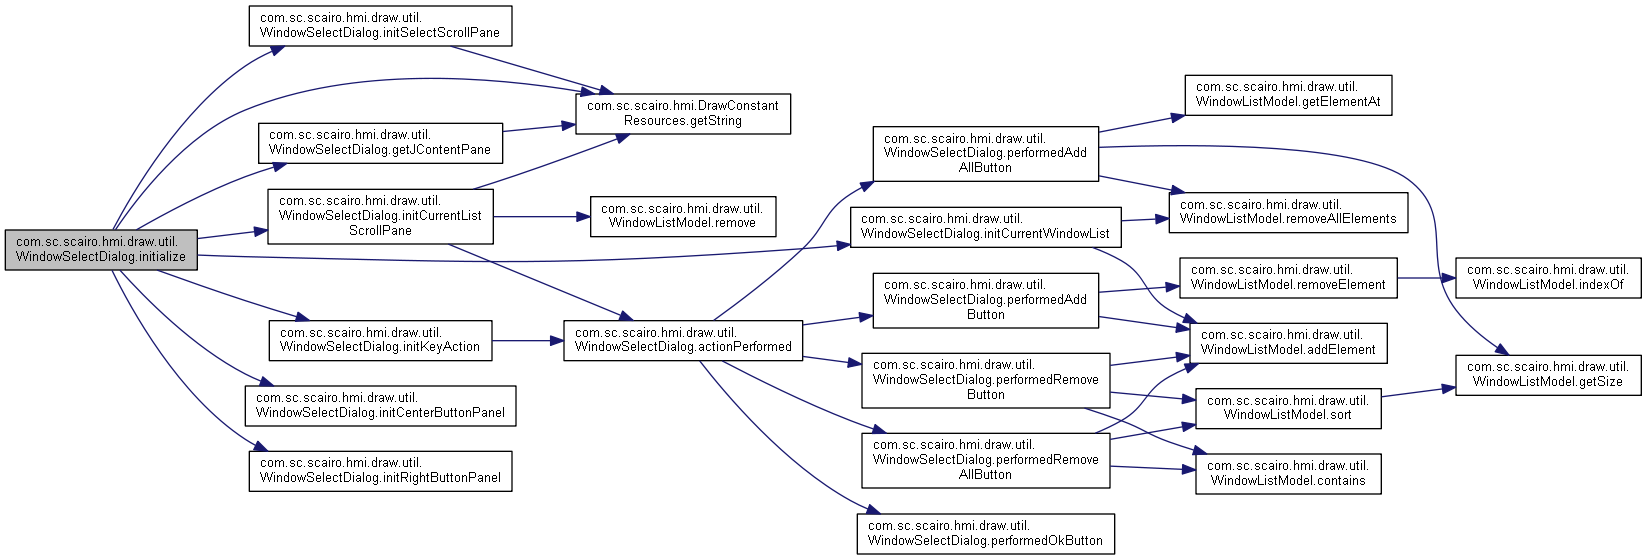 com.sc.scairo.hmi.draw.util.
WindowSelectDialog.initialize
com.sc.scairo.hmi.draw.util.
WindowSelectDialog.initSelectScrollPane
com.sc.scairo.hmi.draw.util.
WindowSelectDialog.getJContentPane
com.sc.scairo.hmi.draw.util.
WindowSelectDialog.initCurrentList
ScrollPane
com.sc.scairo.hmi.draw.util.
WindowSelectDialog.initKeyAction
com.sc.scairo.hmi.draw.util.
WindowSelectDialog.initCenterButtonPanel
com.sc.scairo.hmi.draw.util.
WindowSelectDialog.initRightButtonPanel
com.sc.scairo.hmi.DrawConstant
Resources.getString
com.sc.scairo.hmi.draw.util.
WindowListModel.remove
com.sc.scairo.hmi.draw.util.
WindowSelectDialog.actionPerformed
com.sc.scairo.hmi.draw.util.
WindowSelectDialog.performedAdd
AllButton
com.sc.scairo.hmi.draw.util.
WindowSelectDialog.initCurrentWindowList
com.sc.scairo.hmi.draw.util.
WindowSelectDialog.performedAdd
Button
com.sc.scairo.hmi.draw.util.
WindowSelectDialog.performedRemove
Button
com.sc.scairo.hmi.draw.util.
WindowSelectDialog.performedRemove
AllButton
com.sc.scairo.hmi.draw.util.
WindowSelectDialog.performedOkButton
com.sc.scairo.hmi.draw.util.
WindowListModel.getElementAt
com.sc.scairo.hmi.draw.util.
WindowListModel.removeAllElements
com.sc.scairo.hmi.draw.util.
WindowListModel.removeElement
com.sc.scairo.hmi.draw.util.
WindowListModel.addElement
com.sc.scairo.hmi.draw.util.
WindowListModel.sort
com.sc.scairo.hmi.draw.util.
WindowListModel.contains
com.sc.scairo.hmi.draw.util.
WindowListModel.indexOf
com.sc.scairo.hmi.draw.util.
WindowListModel.getSize